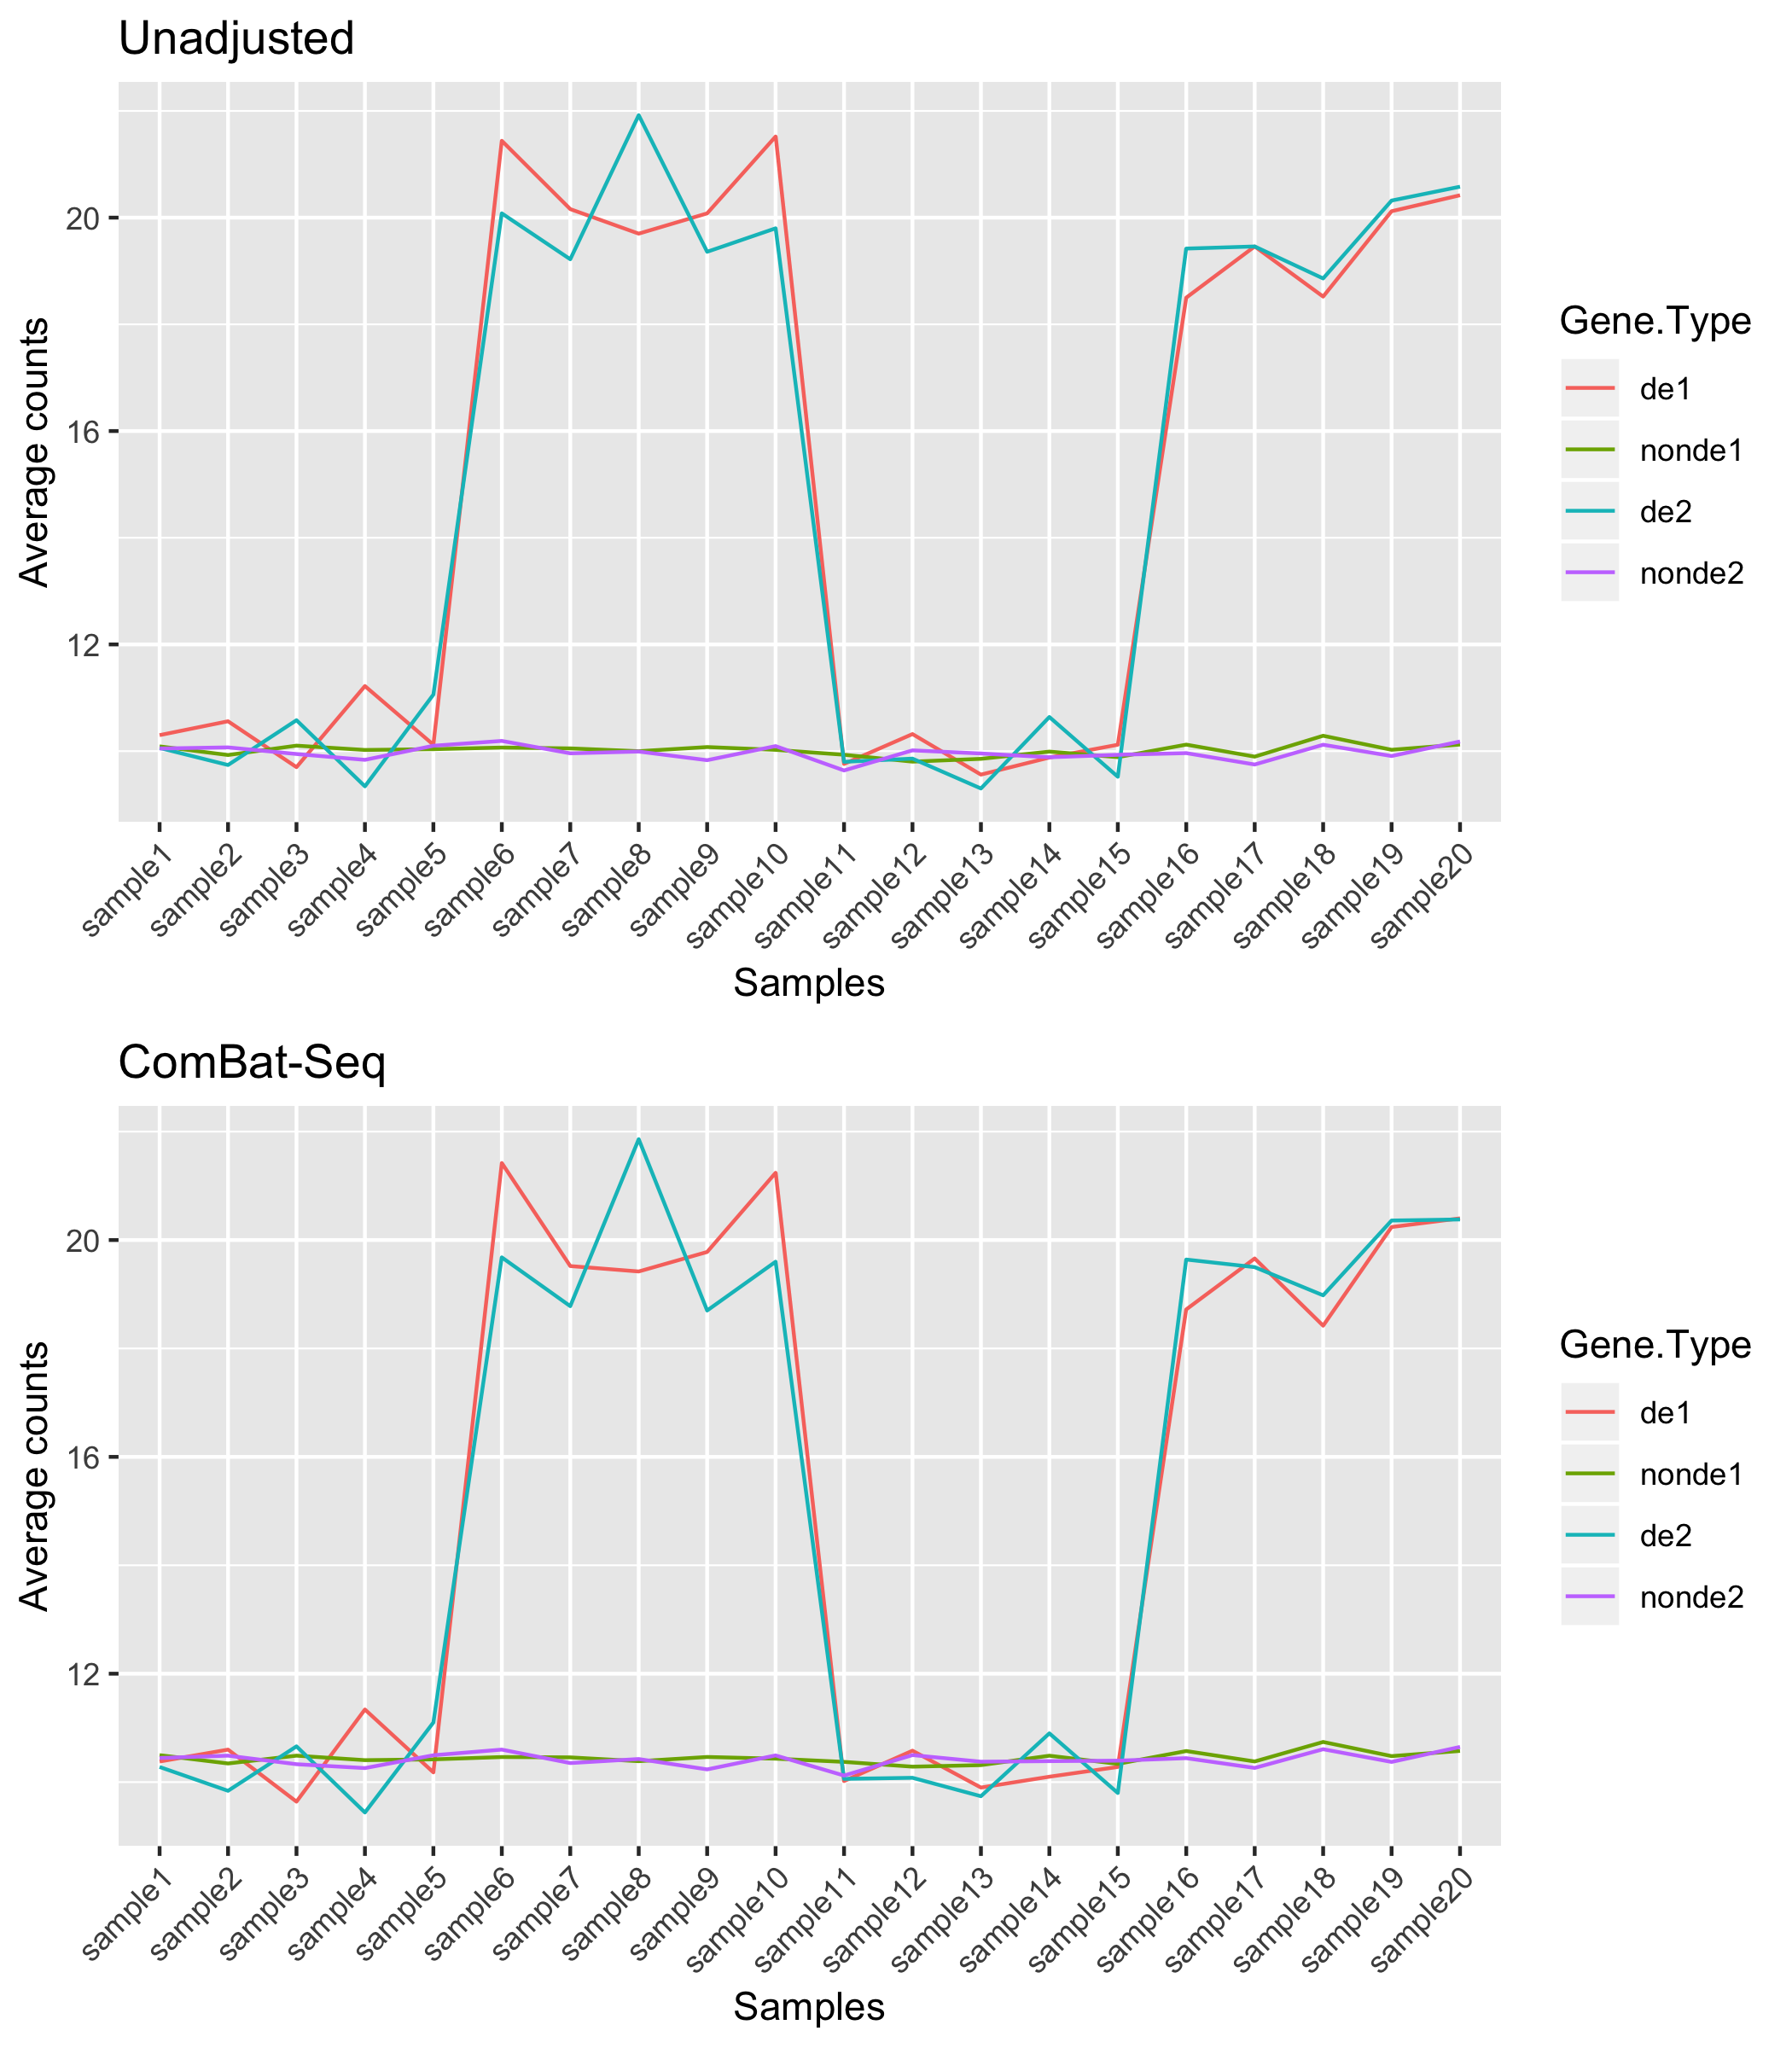 Unadjusted
Average counts
20
16
12
sample1
sample2
sample3
sample4
sample5
sample6
sample7
sample8
sample9
sample10
sample11
sample12
sample13
sample14
sample15
sample16
sample17
sample18
sample19
sample20
Samples
Gene.Type
de1
nonde1
de2
nonde2
ComBat-Seq
Average counts
20
16
12
sample1
sample2
sample3
sample4
sample5
sample6
sample7
sample8
sample9
sample10
sample11
sample12
sample13
sample14
sample15
sample16
sample17
sample18
sample19
sample20
Samples
Gene.Type
de1
nonde1
de2
nonde2